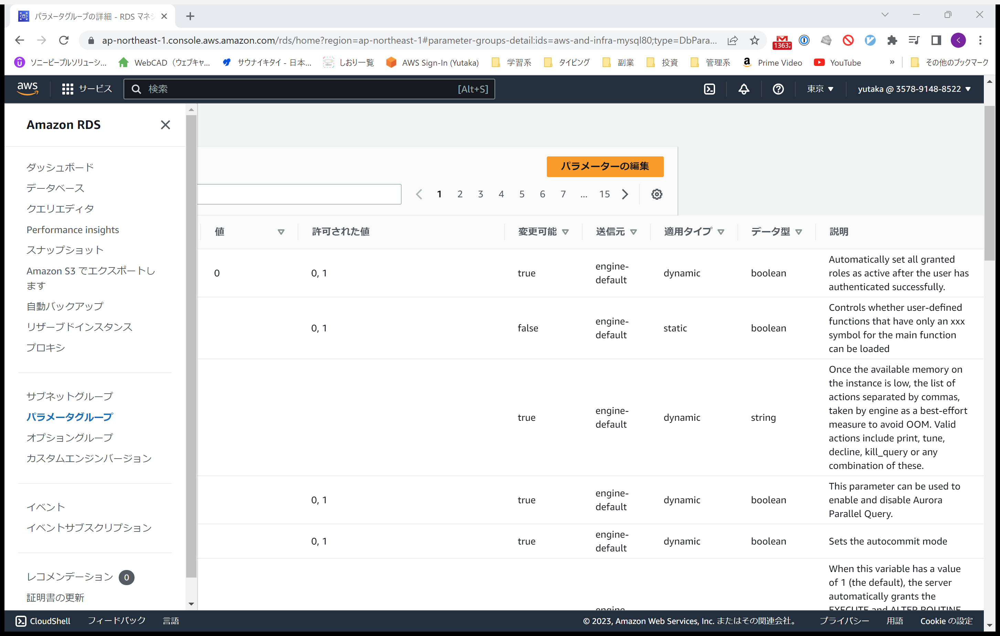 パラメータグループの詳細 - RDS マネジ
ap-northeast-1.console.aws.amazon.com/rds/home?region=ap-northeast-1#parameter-groups-detail:ids=aws-and-infra-mysql80;type=DbPara...
ソニーピープルソリューシ... WebCAD（ウェブキャ... サウナイキタイ - 日本... しおり一覧 AWS Sign-In (Yutaka) 学習系 タイピング 副業 投資 管理系 Prime Video YouTube » その他のブックマーク
aws サービス 検索 [Alt+S] 東京 yutaka @ 3578-9148-8522
Amazon RDS
ダッシュボード
データベース
クエリエディタ
Performance insights
スナップショット
Amazon S3 でエクスポートし
ます
自動バックアップ
リザーブドインスタンス
プロキシ
サブネットグループ
パラメータグループ
オプショングループ
カスタムエンジンバージョン
イベント
イベントサブスクリプション
レコメンデーション 0
証明書の更新
パラメーターの編集
1 2 3 4 5 6 7 ... 15
値 許可された値 変更可能 送信元 適用タイプ データ型 説明
0 0, 1 true engine-
default dynamic boolean Automatically set all granted
roles as active after the user has
authenticated successfully.
0, 1 false engine-
default static boolean Controls whether user-defined
functions that have only an xxx
symbol for the main function
can be loaded
true engine-
default dynamic string Once the available memory on
the instance is low, the list of
actions separated by commas,
taken by engine as a best-effort
measure to avoid OOM. Valid
actions include print, tune,
decline, kill_query or any
combination of these.
0, 1 true engine-
default dynamic boolean This parameter can be used to
enable and disable Aurora
Parallel Query.
0, 1 true engine-
default dynamic boolean Sets the autocommit mode
engine- When this variable has a value
of 1 (the default), the server
automatically grants the
EXECUTE and ALTER ROUTINE
CloudShell フィードバック 言語 © 2023, Amazon Web Services, Inc. またはその関連会社。 プライバシー 用語 Cookie の設定